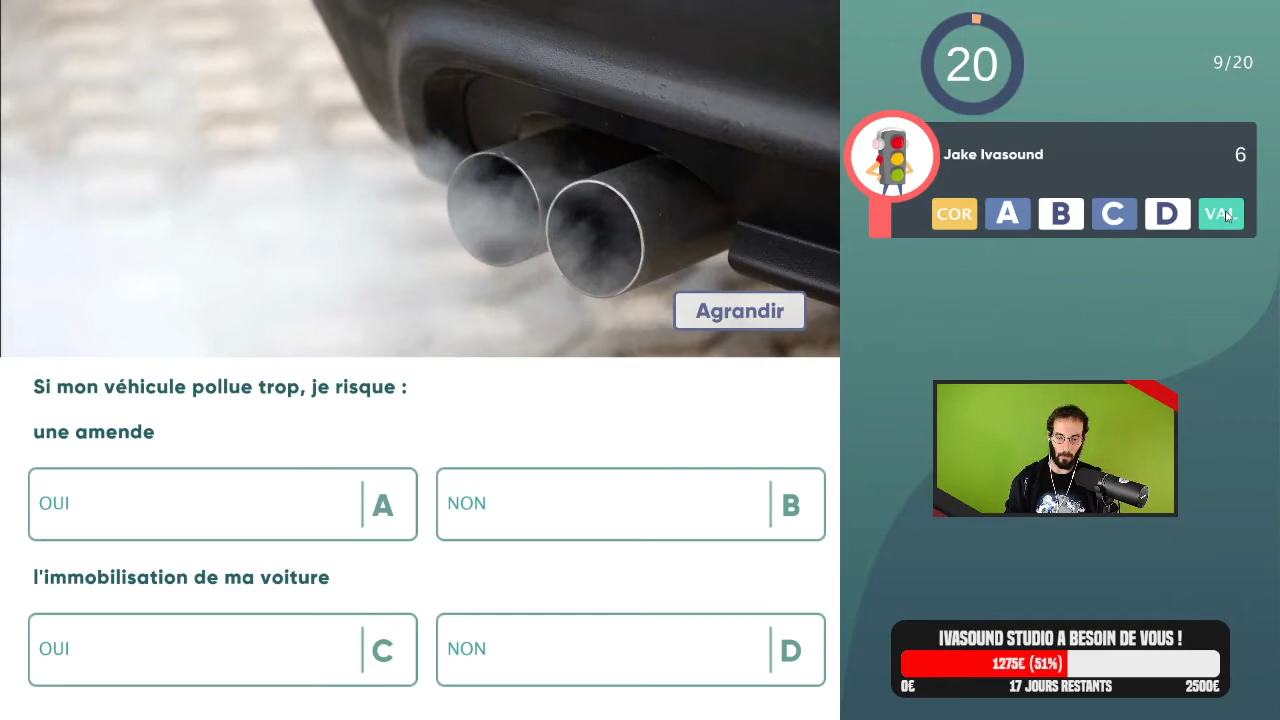 20
9/20
Jake Ivasound
6
COR A B C D VAL
Agrandir
Si mon véhicule pollue trop, je risque :
une amende
OUI A
NON B
l'immobilisation de ma voiture
OUI C
NON D
IVASOUND STUDIO A BESOIN DE VOUS !
1275€ (51%)
0€ 17 JOURS RESTANTS 2500€